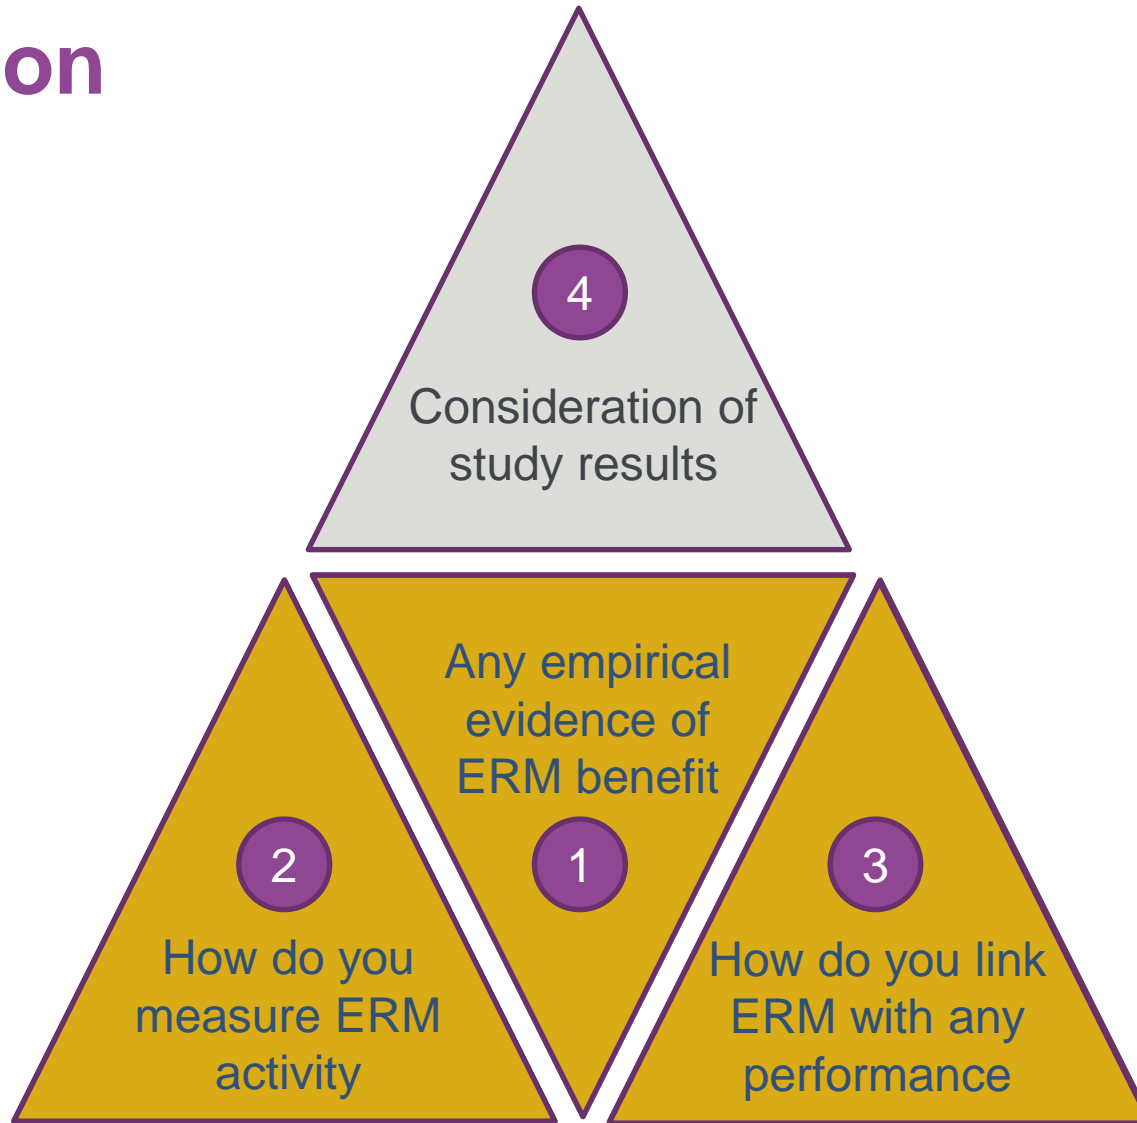 on
4
Consideration of
study results
Any empirical
evidence of
ERM benefit
1
2
How do you
measure ERM
activity
3
How do you link
ERM with any
performance